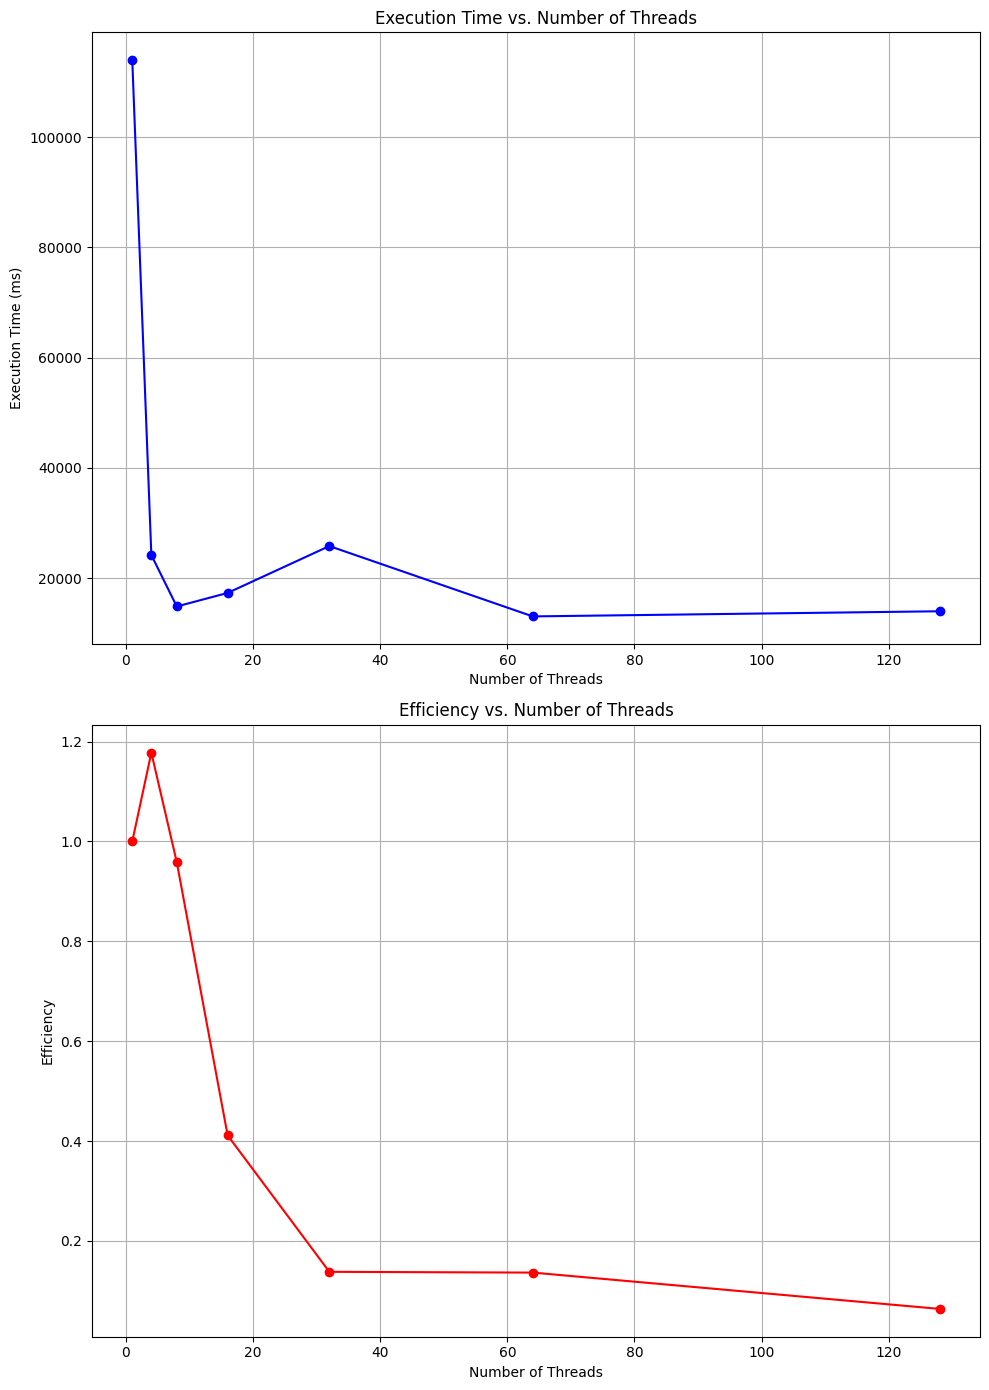 Execution Time vs. Number of Threads
100000
80000
60000
40000
20000
Execution Time (ms)
0 20 40 60 80 100 120
Number of Threads
Efficiency vs. Number of Threads
1.2
1.0
0.8
0.6
0.4
0.2
Efficiency
0 20 40 60 80 100 120
Number of Threads